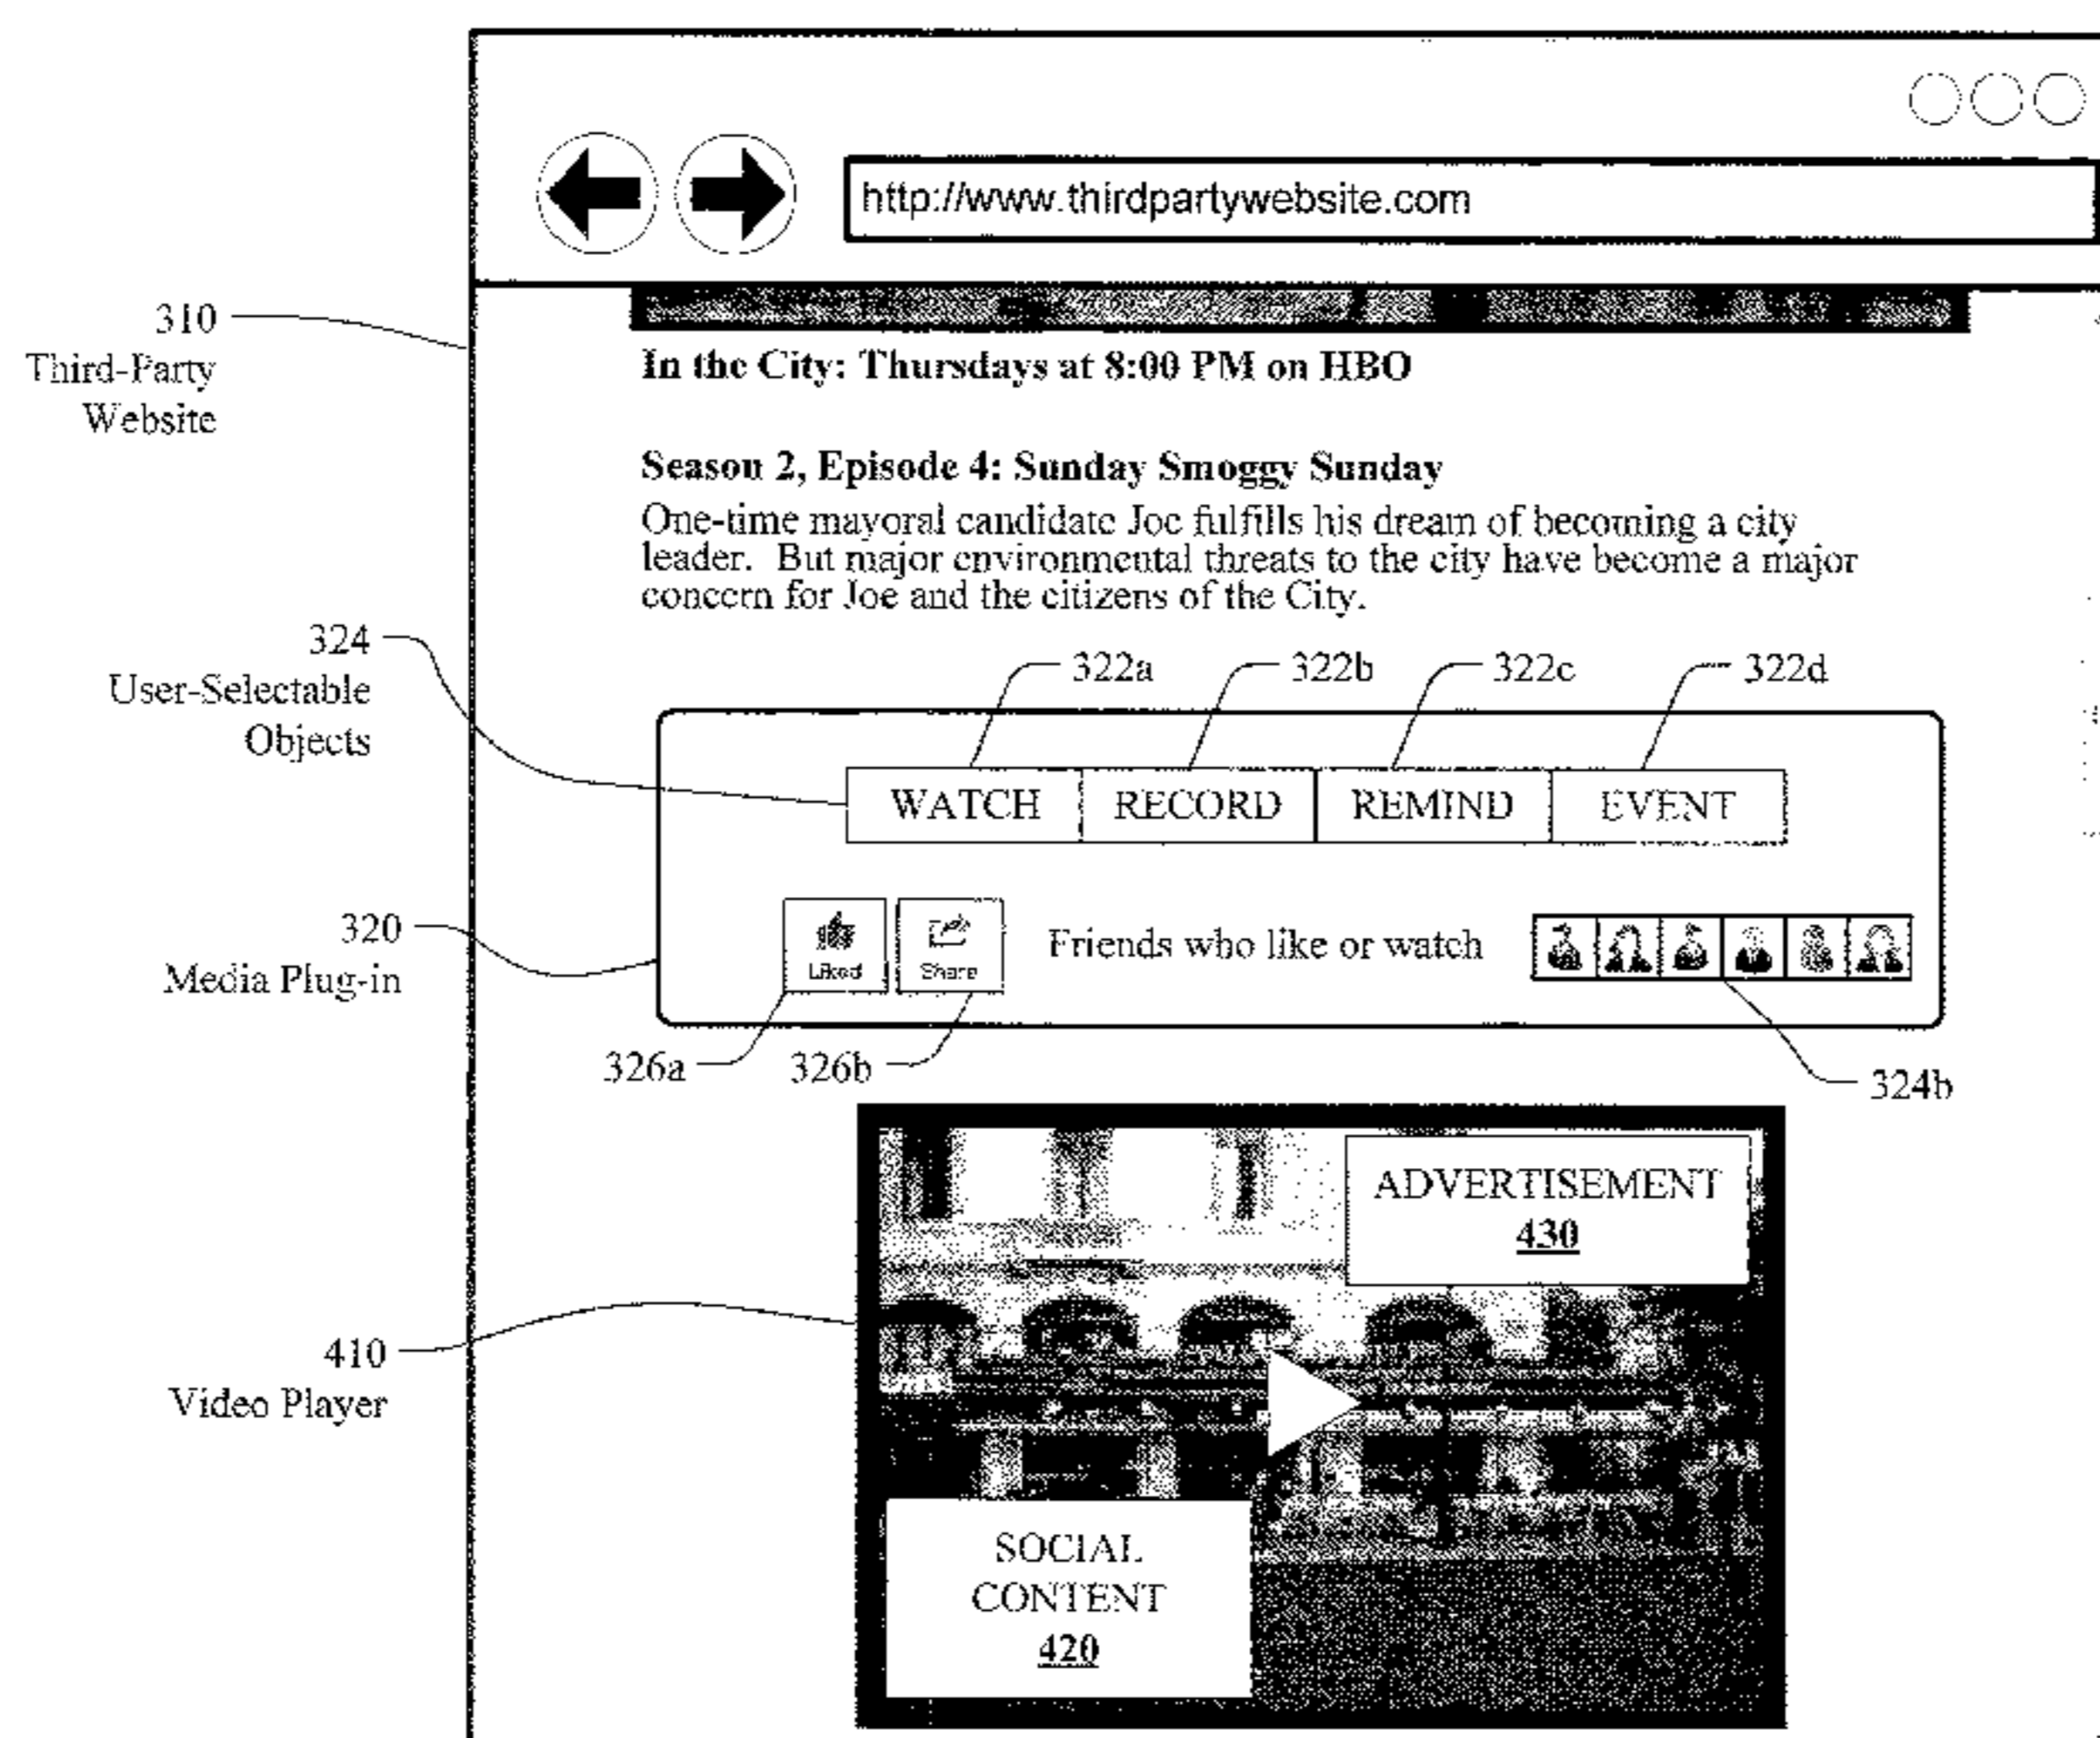 http://www.thirdpartywebsite.com
310
Third-Party
Website
In the City: Thursdays at 8:00 PM on HBO
Season 2, Episode 4: Sunday Smoggy Sunday
One-time mayoral candidate Joe fulfills his dream of becoming a city
leader. But major environmental threats to the city have become a major
concern for Joe and the citizens of the City.
324
User-Selectable
Objects
322a
322b
322c
322d
WATCH
RECORD
REMIND
EVENT
320
Media Plug-in
Liked
Share
Friends who like or watch
326a
326b
324b
ADVERTISEMENT
430
410
Video Player
SOCIAL
CONTENT
420